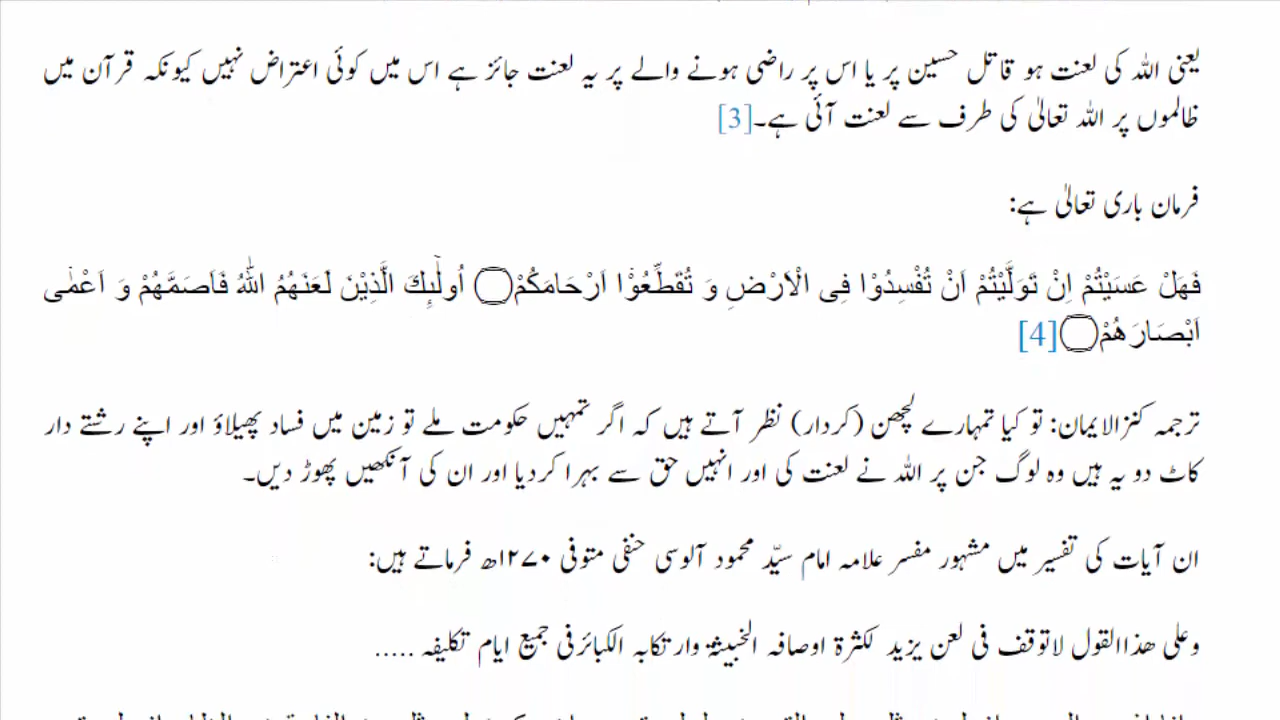 یعنی اللہ کی لعنت ہو قاتل حسین پر یا اس پر راضی ہونے والے پر یہ لعنت جائز ہے اس میں کوئی اعتراض نہیں کیونکہ قرآن میں
ظالموں پر اللہ تعالیٰ کی طرف سے لعنت آئی ہے۔[3]
فرمان باری تعالیٰ ہے:
فَهَلْ عَسَیْتُمْ اِنْ تَوَلَّیْتُمْ اَنْ تُفْسِدُوْا فِی الْاَرْضِ وَ تُقَطِّعُوْۤا اَرْحَامَكُمْ۝ اُولٰٓىٕكَ الَّذِیْنَ لَعَنَهُمُ اللّٰهُ فَاَصَمَّهُمْ وَ اَعْمٰۤى
اَبْصَارَهُمْ۝[4]
ترجمہ کنزالایمان: تو کیا تمہارے لچھن (کردار) نظر آتے ہیں کہ اگر تمہیں حکومت ملے تو زمین میں فساد پھیلاؤ اور اپنے رشتے دار
کاٹ دو یہ ہیں وہ لوگ جن پر اللہ نے لعنت کی اور انہیں حق سے بہرا کردیا اور ان کی آنکھیں پھوڑ دیں۔
ان آیات کی تفسیر میں مشہور مفسر علامہ امام سیّد محمود آلوسی حنفی متوفی ۱۲۷۰ھ فرماتے ہیں:
وعلی ھذاالقول لاتوقف فی لعن یزید لکثرة اوصافه الخبیثة وارتکابه الکبائرفی جمیع ایام تکلیفه .....